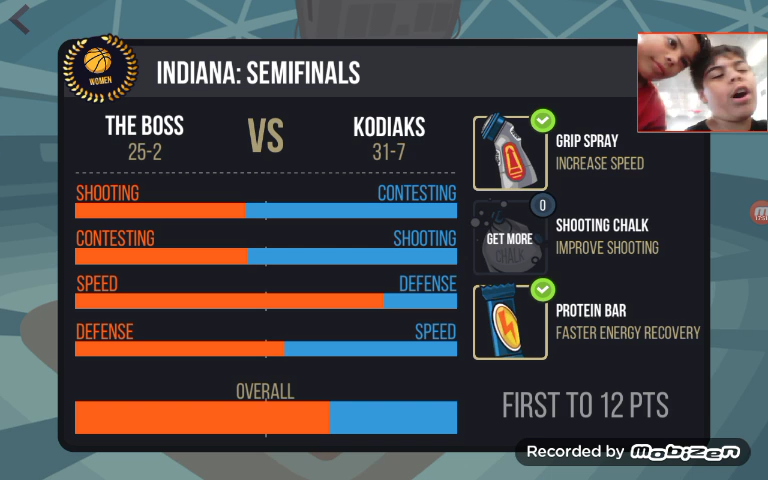 WOMEN
INDIANA: SEMIFINALS
THE BOSS
25-2
VS
KODIAKS
31-7
SHOOTING
CONTESTING
CONTESTING
SHOOTING
SPEED
DEFENSE
DEFENSE
SPEED
OVERALL
GRIP SPRAY
INCREASE SPEED
0
GET MORE
CHALK
SHOOTING CHALK
IMPROVE SHOOTING
PROTEIN BAR
FASTER ENERGY RECOVERY
FIRST TO 12 PTS
Recorded by Mobizen